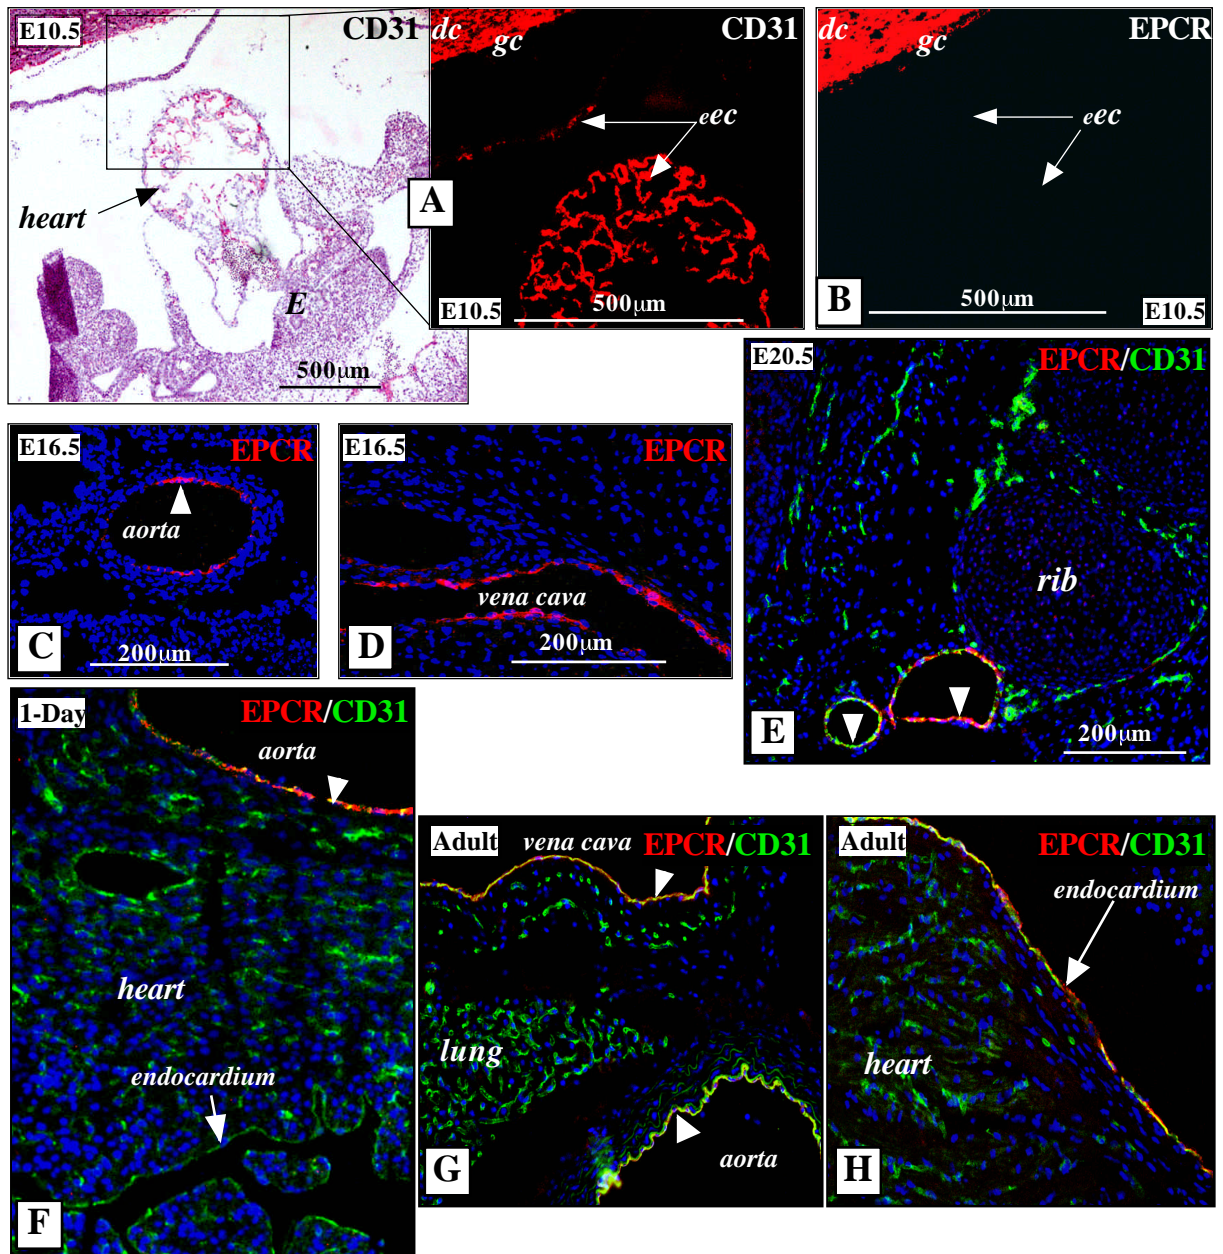 E10.5
CD31
heart
E
500µm
dc
gc
CD31
eec
A
500µm
E10.5
dc
gc
EPCR
eec
B
500µm
E10.5
E16.5
EPCR
aorta
C
200µm
E16.5
EPCR
vena cava
D
200µm
E20.5
EPCR/CD31
rib
E
200µm
1-Day
EPCR/CD31
aorta
heart
endocardium
F
Adult
vena cava
EPCR/CD31
lung
G
aorta
Adult
EPCR/CD31
endocardium
heart
H